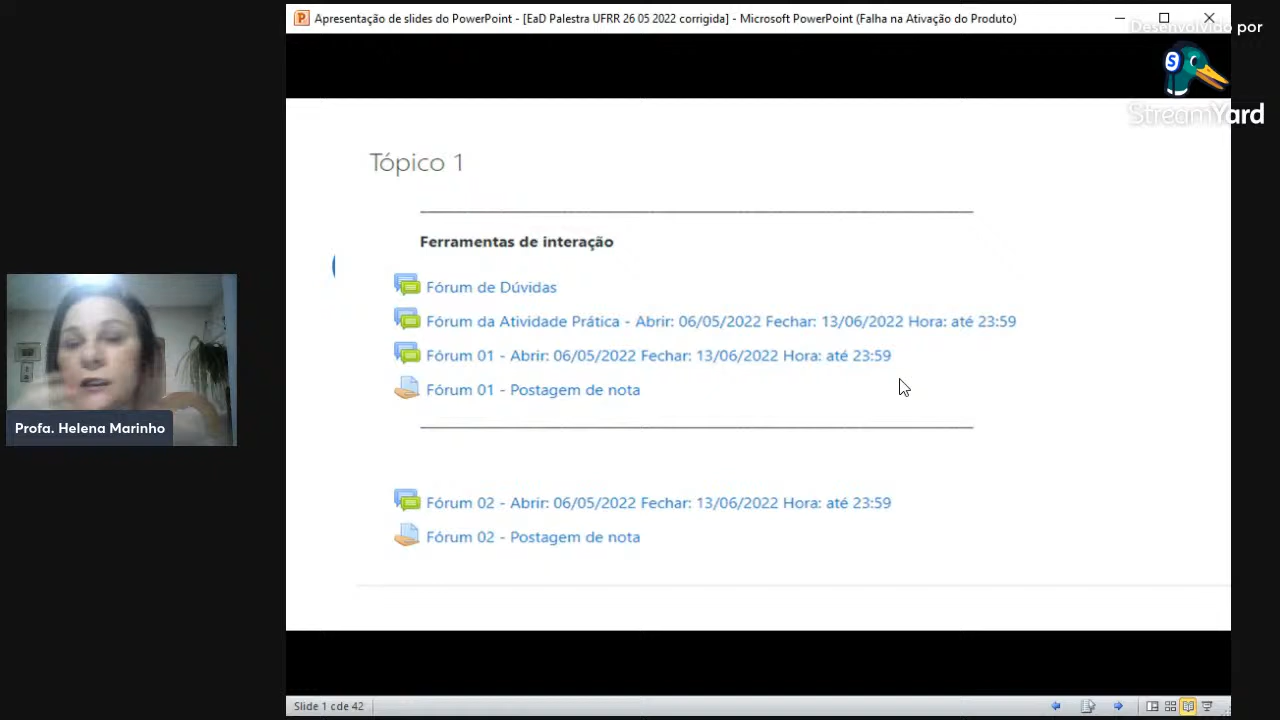 Apresentação de slides do PowerPoint - [EaD Palestra UFRR 26 05 2022 corrigida] - Microsoft PowerPoint (Falha na Ativação do Produto)
Desenvolvido por
S
StreamYard
Tópico 1
Ferramentas de interação
Fórum de Dúvidas
Fórum da Atividade Prática - Abrir: 06/05/2022 Fechar: 13/06/2022 Hora: até 23:59
Fórum 01 - Abrir: 06/05/2022 Fechar: 13/06/2022 Hora: até 23:59
Fórum 01 - Postagem de nota
Fórum 02 - Abrir: 06/05/2022 Fechar: 13/06/2022 Hora: até 23:59
Fórum 02 - Postagem de nota
Profa. Helena Marinho
Slide 1 cde 42